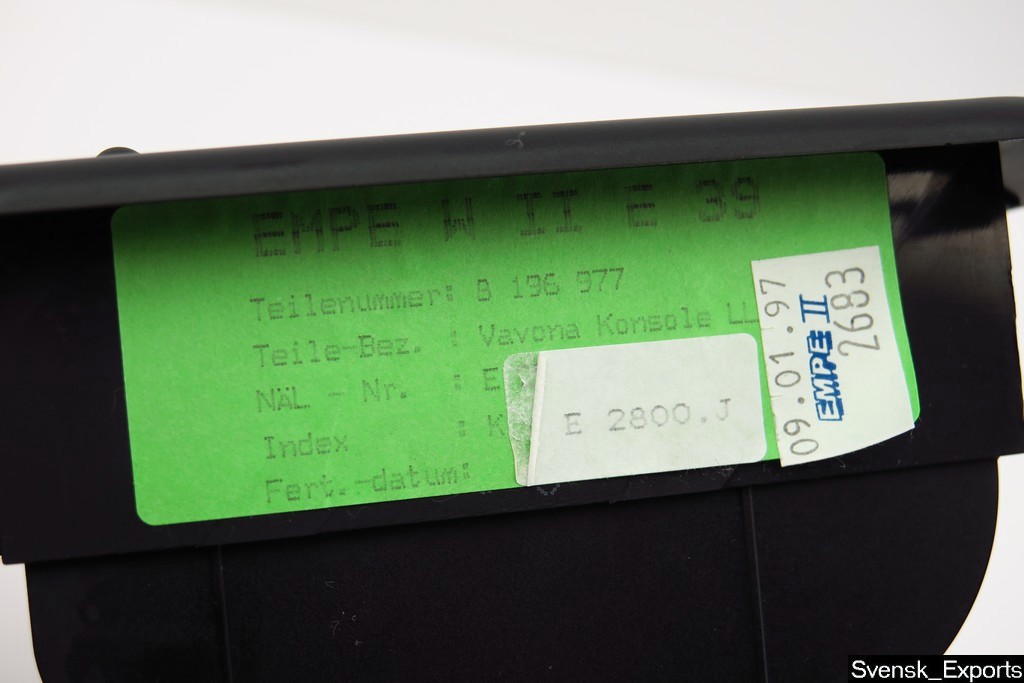 EMPE W II E 39
Teilenummer: 8 196 977
Teile-Bez. : Vavona Konsole LL
NÄL - Nr. : E
Index : K
Fert.-datum:
E 2800.J
09.01.97
EMPE II
2683
Svensk_Exports